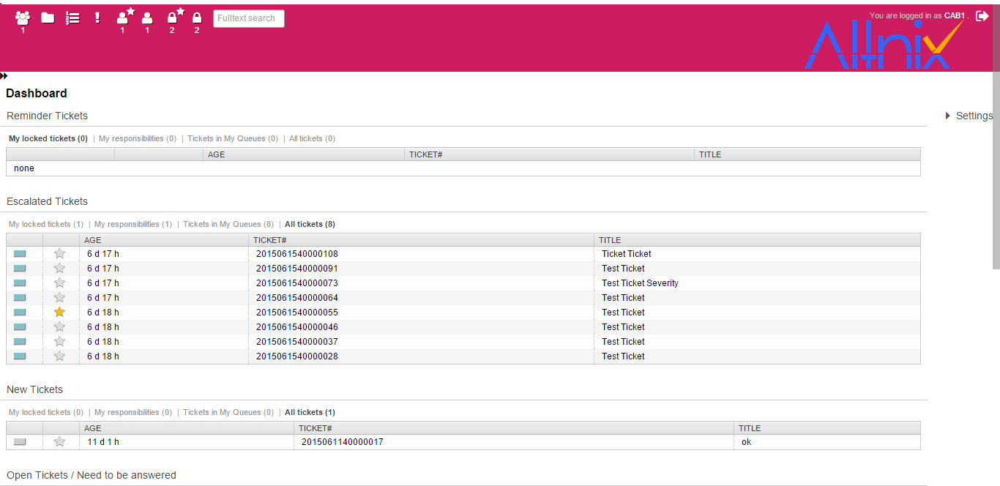 You are logged in as CAB1 .
1 1 1 2 2
Fulltext search
Altnix
Dashboard
Reminder Tickets
Settings
My locked tickets (0) | My responsibilities (0) | Tickets in My Queues (0) | All tickets (0)
AGE TICKET# TITLE
none
Escalated Tickets
My locked tickets (1) | My responsibilities (1) | Tickets in My Queues (8) | All tickets (8)
AGE TICKET# TITLE
6 d 17 h 2015061540000108 Ticket Ticket
6 d 17 h 2015061540000091 Test Ticket
6 d 17 h 2015061540000073 Test Ticket Severity
6 d 17 h 2015061540000064 Test Ticket
6 d 18 h 2015061540000055 Test Ticket
6 d 18 h 2015061540000046 Test Ticket
6 d 18 h 2015061540000037 Test Ticket
6 d 18 h 2015061540000028 Test Ticket
New Tickets
My locked tickets (0) | My responsibilities (0) | Tickets in My Queues (0) | All tickets (1)
AGE TICKET# TITLE
11 d 1 h 2015061140000017 ok
Open Tickets / Need to be answered